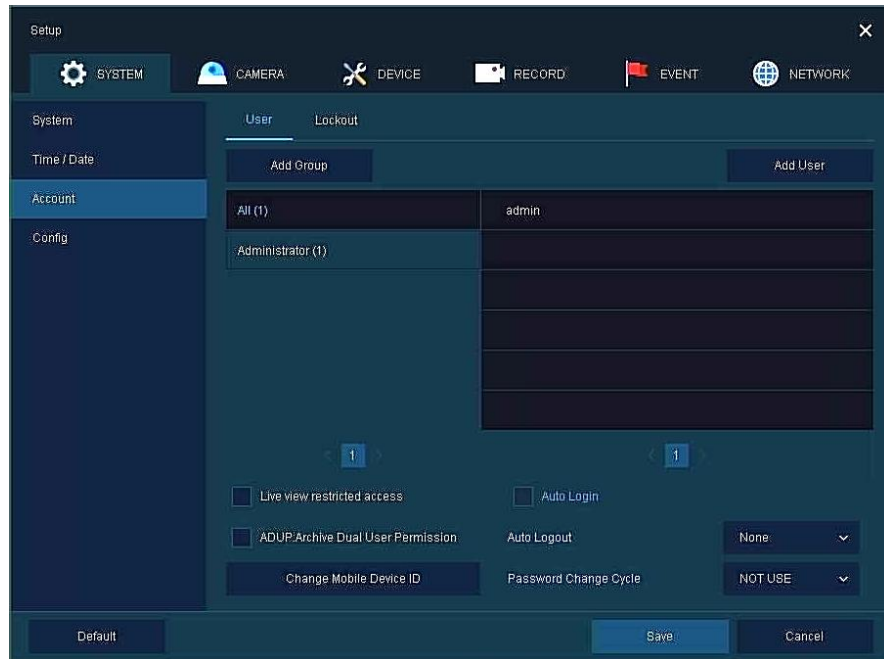 Setup
SYSTEM CAMERA DEVICE RECORD EVENT NETWORK
System
Time / Date
Account
Config
User Lockout
Add Group Add User
All (1) admin
Administrator (1)
1 1
Live view restricted access Auto Login
ADUP:Archive Dual User Permission Auto Logout None
Change Mobile Device ID Password Change Cycle NOT USE
Default Save Cancel